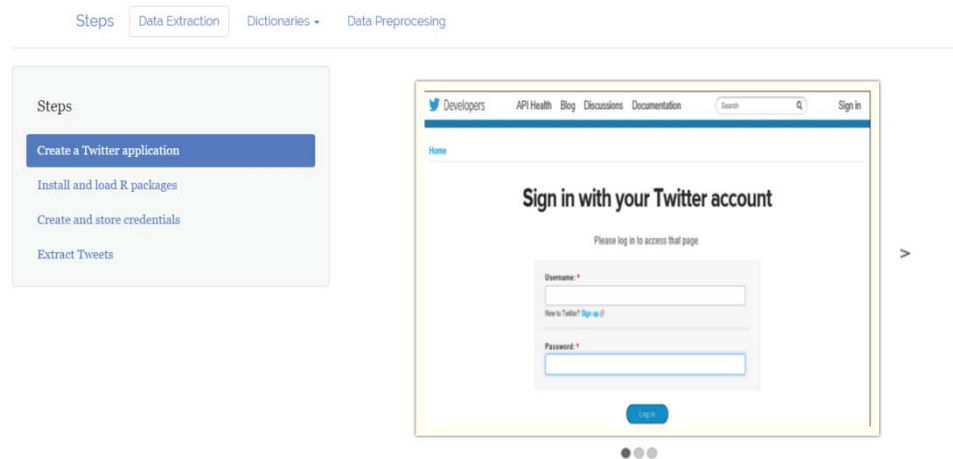 Steps Data Extraction Dictionaries Data Preprocesing
Steps
Create a Twitter application
Install and load R packages
Create and store credentials
Extract Tweets
Developers API Health Blog Discussions Documentation Search Sign in
Home
Sign in with your Twitter account
Please log in to access that page.
Username: *
New to Twitter? Sign up
Password: *
Log in
>